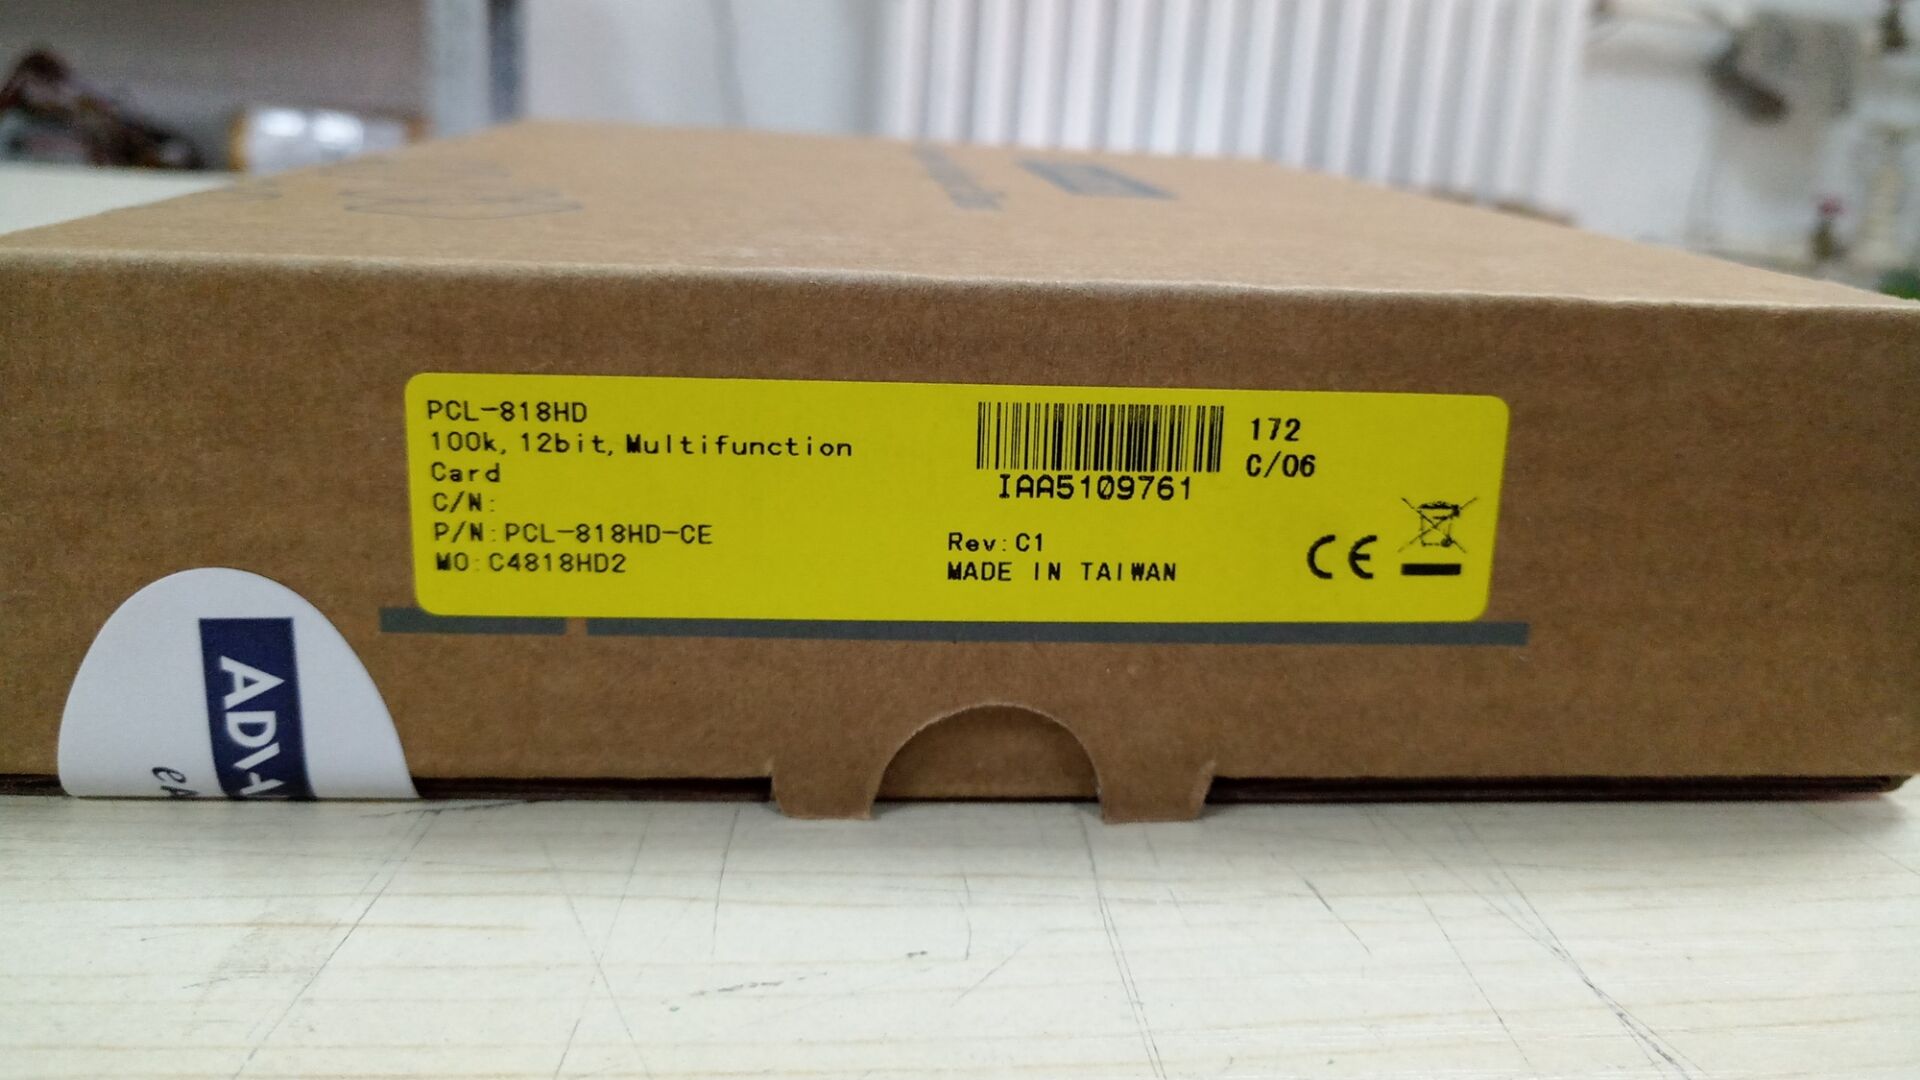 PCL-818HD
100k, 12bit, Multifunction
Card
C/N:
P/N:PCL-818HD-CE
MO:C4818HD2
IAA5109761
172
C/06
Rev:C1
MADE IN TAIWAN
CE